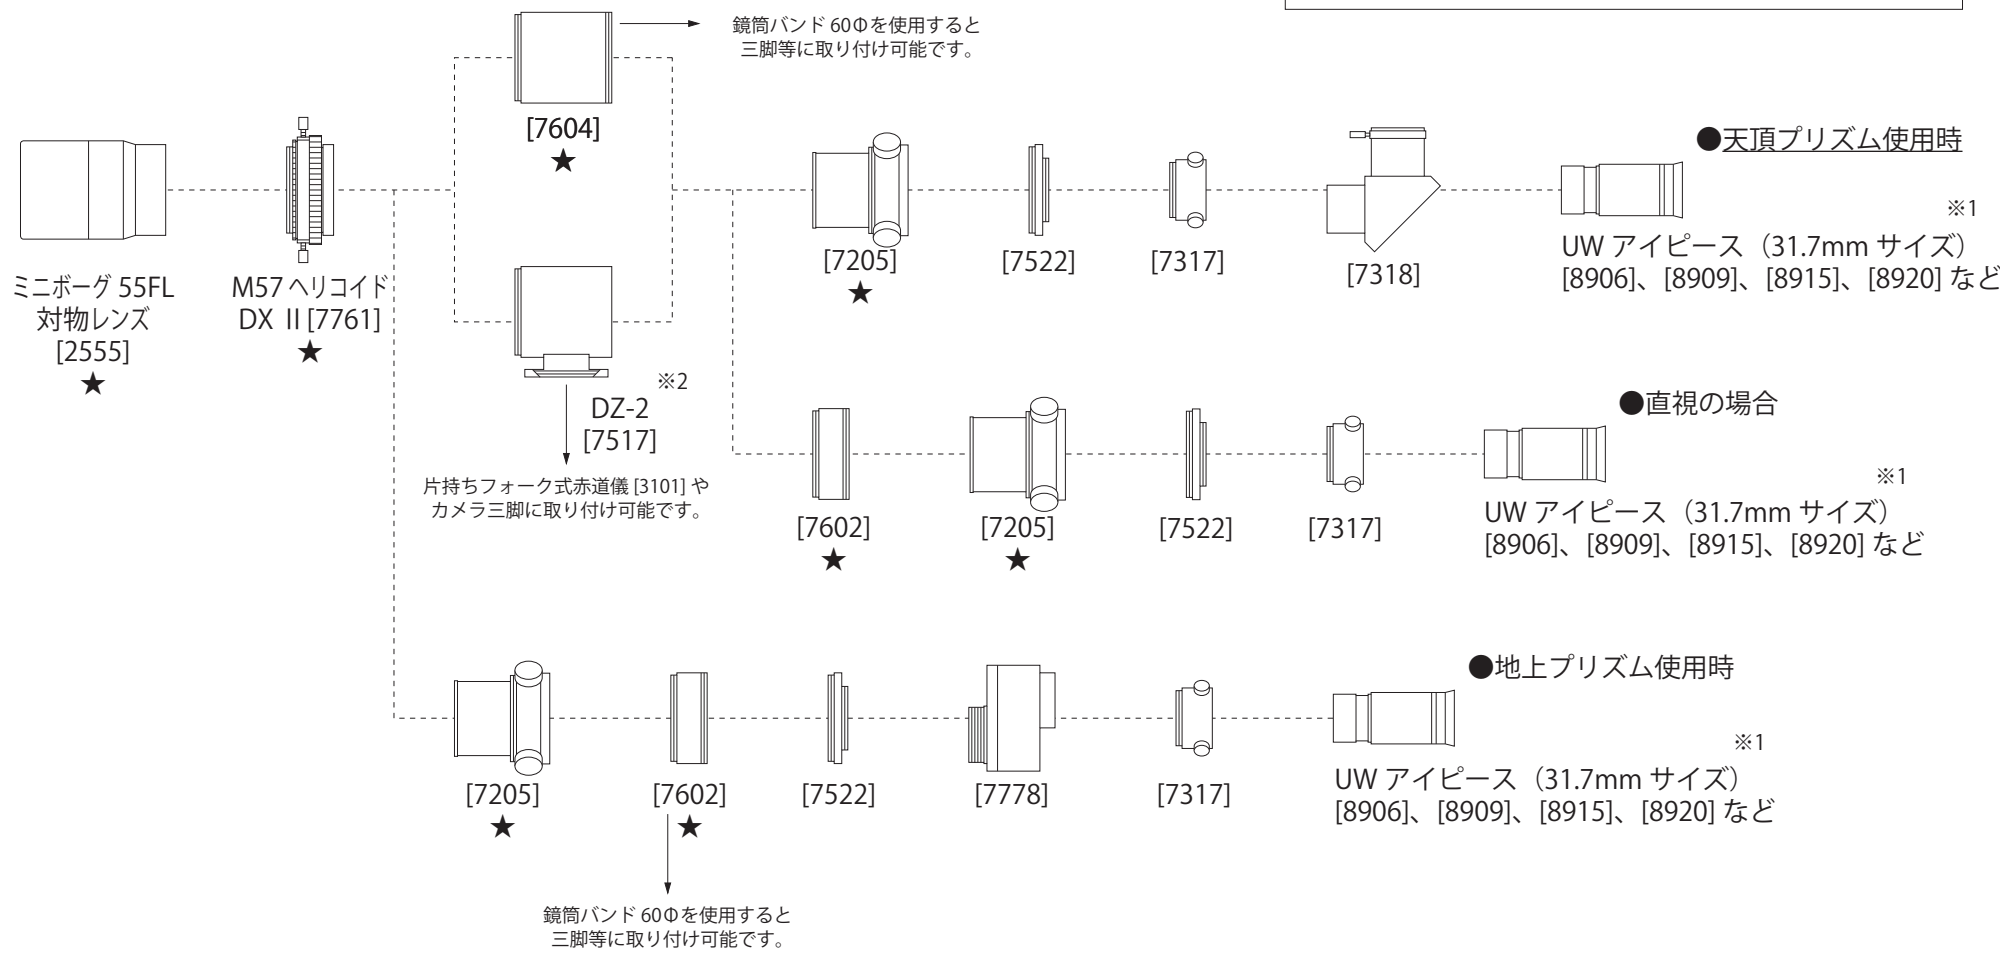 鏡筒バンド 60Φを使用すると
三脚等に取り付け可能です。
[7604]
★
●天頂プリズム使用時
ミニボーグ 55FL
対物レンズ
[2555]
★
M57 ヘリコイド
DX II [7761]
★
[7205]
★
[7522]
[7317]
[7318]
※1
UW アイピース（31.7mm サイズ）
[8906]、[8909]、[8915]、[8920] など
※2
DZ-2
[7517]
片持ちフォーク式赤道儀 [3101] や
カメラ三脚に取り付け可能です。
●直視の場合
[7602]
★
[7205]
★
[7522]
[7317]
※1
UW アイピース（31.7mm サイズ）
[8906]、[8909]、[8915]、[8920] など
●地上プリズム使用時
[7205]
★
[7602]
★
[7522]
[7778]
[7317]
※1
UW アイピース（31.7mm サイズ）
[8906]、[8909]、[8915]、[8920] など
鏡筒バンド 60Φを使用すると
三脚等に取り付け可能です。